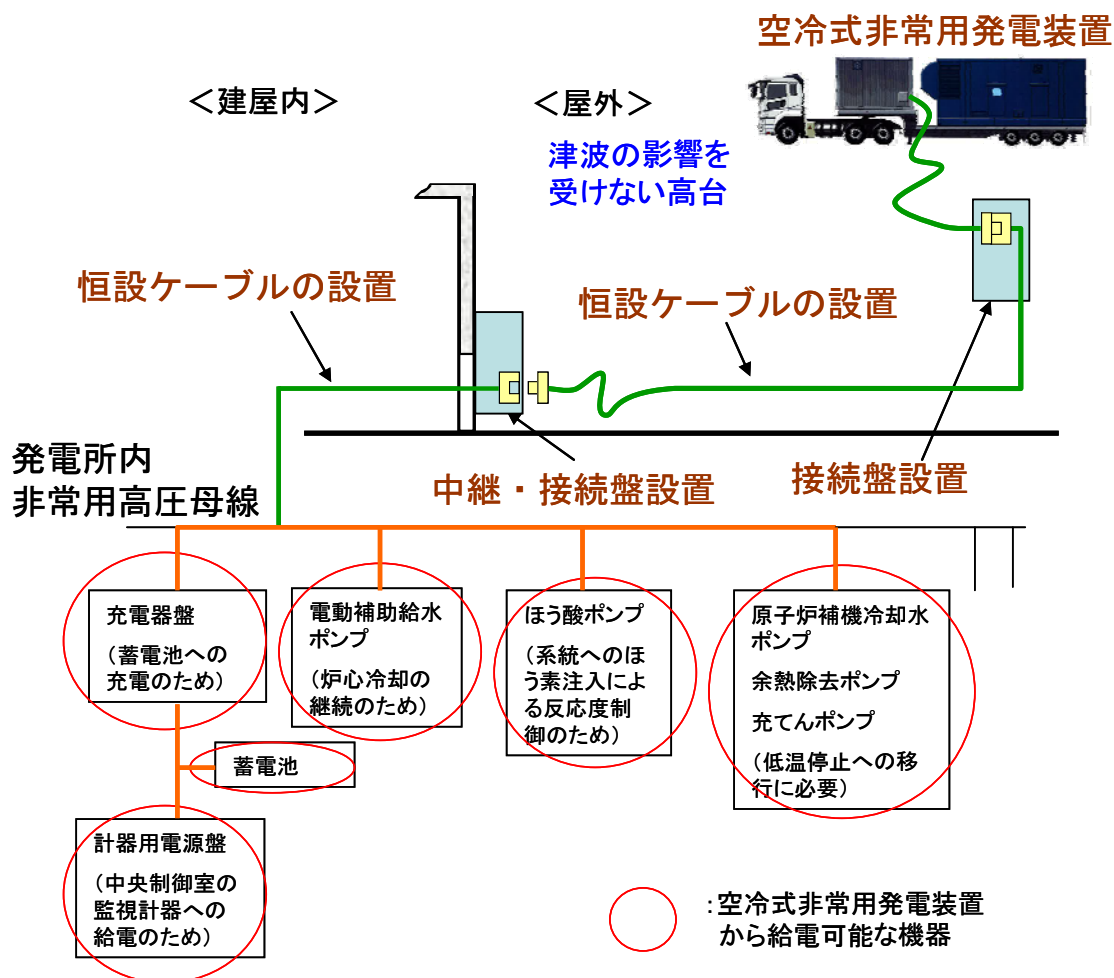 空冷式非常用発電装置
＜建屋内＞
＜屋外＞
津波の影響を
受けない高台
恒設ケーブルの設置
恒設ケーブルの設置
発電所内
非常用高圧母線
中継・接続盤設置
接続盤設置
充電器盤
（蓄電池への
充電のため）
電動補助給水
ポンプ
（炉心冷却の
継続のため）
ほう酸ポンプ
（系統へのほ
う素注入によ
る反応度制
御のため）
原子炉補機冷却水
ポンプ
余熱除去ポンプ
充てんポンプ
（低温停止への移
行に必要）
蓄電池
計器用電源盤
（中央制御室の
監視計器への
給電のため）
：空冷式非常用発電装置
から給電可能な機器